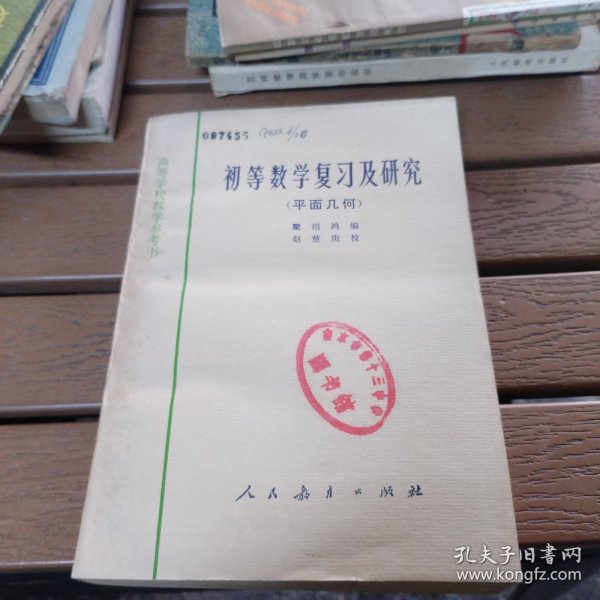 087455
高等学校教学参考书
初等数学复习及研究
(平面几何)
梁绍鸿 编
赵慈庚 校
图书馆
人民教育出版社
孔夫子旧书网
www.kongfz.com